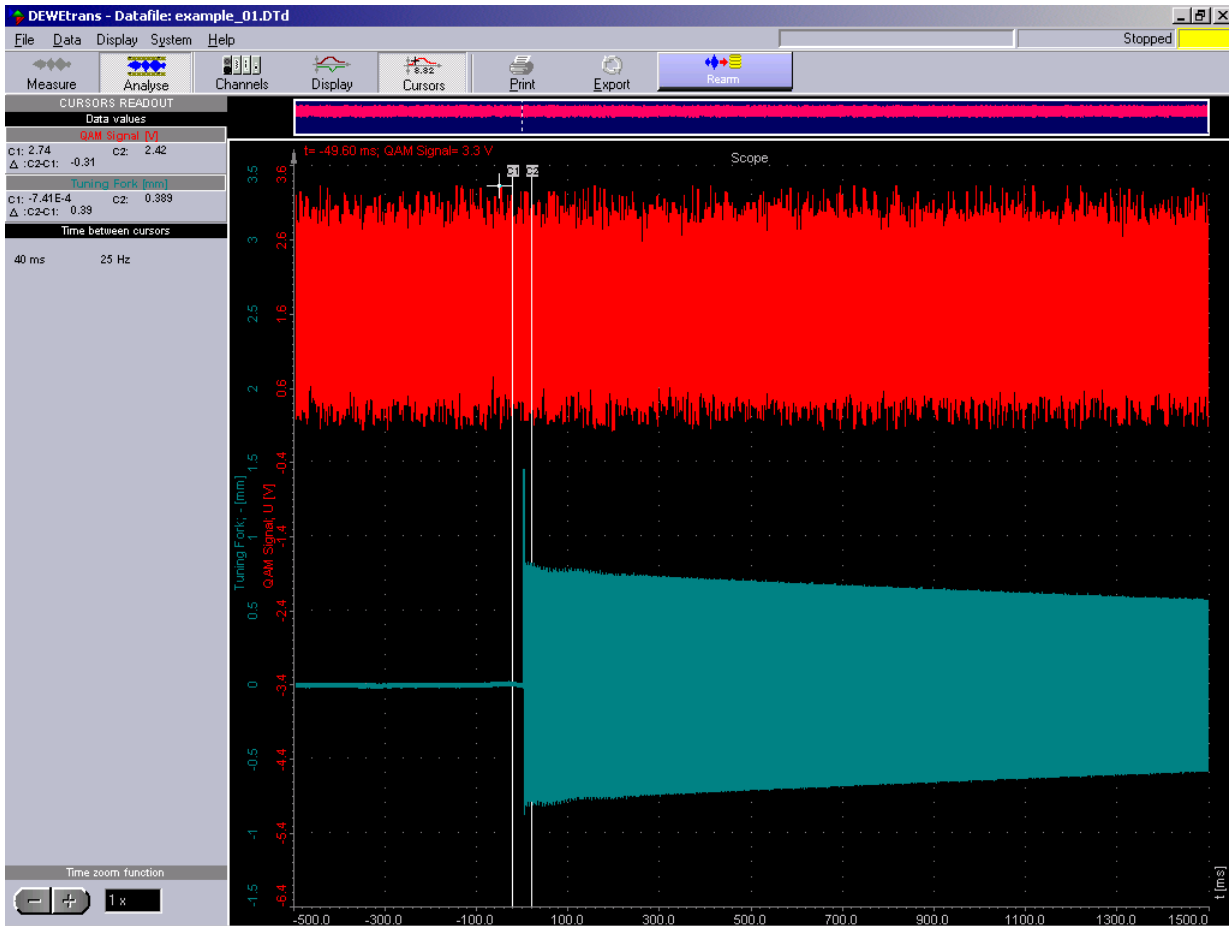 DEWEtrans - Datafile: example_01.DTd
File Data Display System Help
Stopped
Measure Analyse Channels Display Cursors Print Export Rearm
8.82
CURSORS READOUT
Data values
QAM Signal [V]
C1: 2.74 C2: 2.42
Δ :C2-C1: -0.31
Tuning Fork [mm]
C1: -7.41E-4 C2: 0.389
Δ :C2-C1: 0.39
Time between cursors
40 ms 25 Hz
Time zoom function
- + 1 x
t= -49.60 ms; QAM Signal= 3.3 V
Scope
C1 C2
3.5 3.6
3 2.6
2.5 1.6
2 0.6
1.5 -0.4
1 -1.4
0.5 -2.4
0 -3.4
-0.5 -4.4
-1 -5.4
-1.5 -6.4
Tuning Fork; - [mm]
QAM Signal; U [V]
-500.0 -300.0 -100.0 100.0 300.0 500.0 700.0 900.0 1100.0 1300.0 1500.0
t [ms]